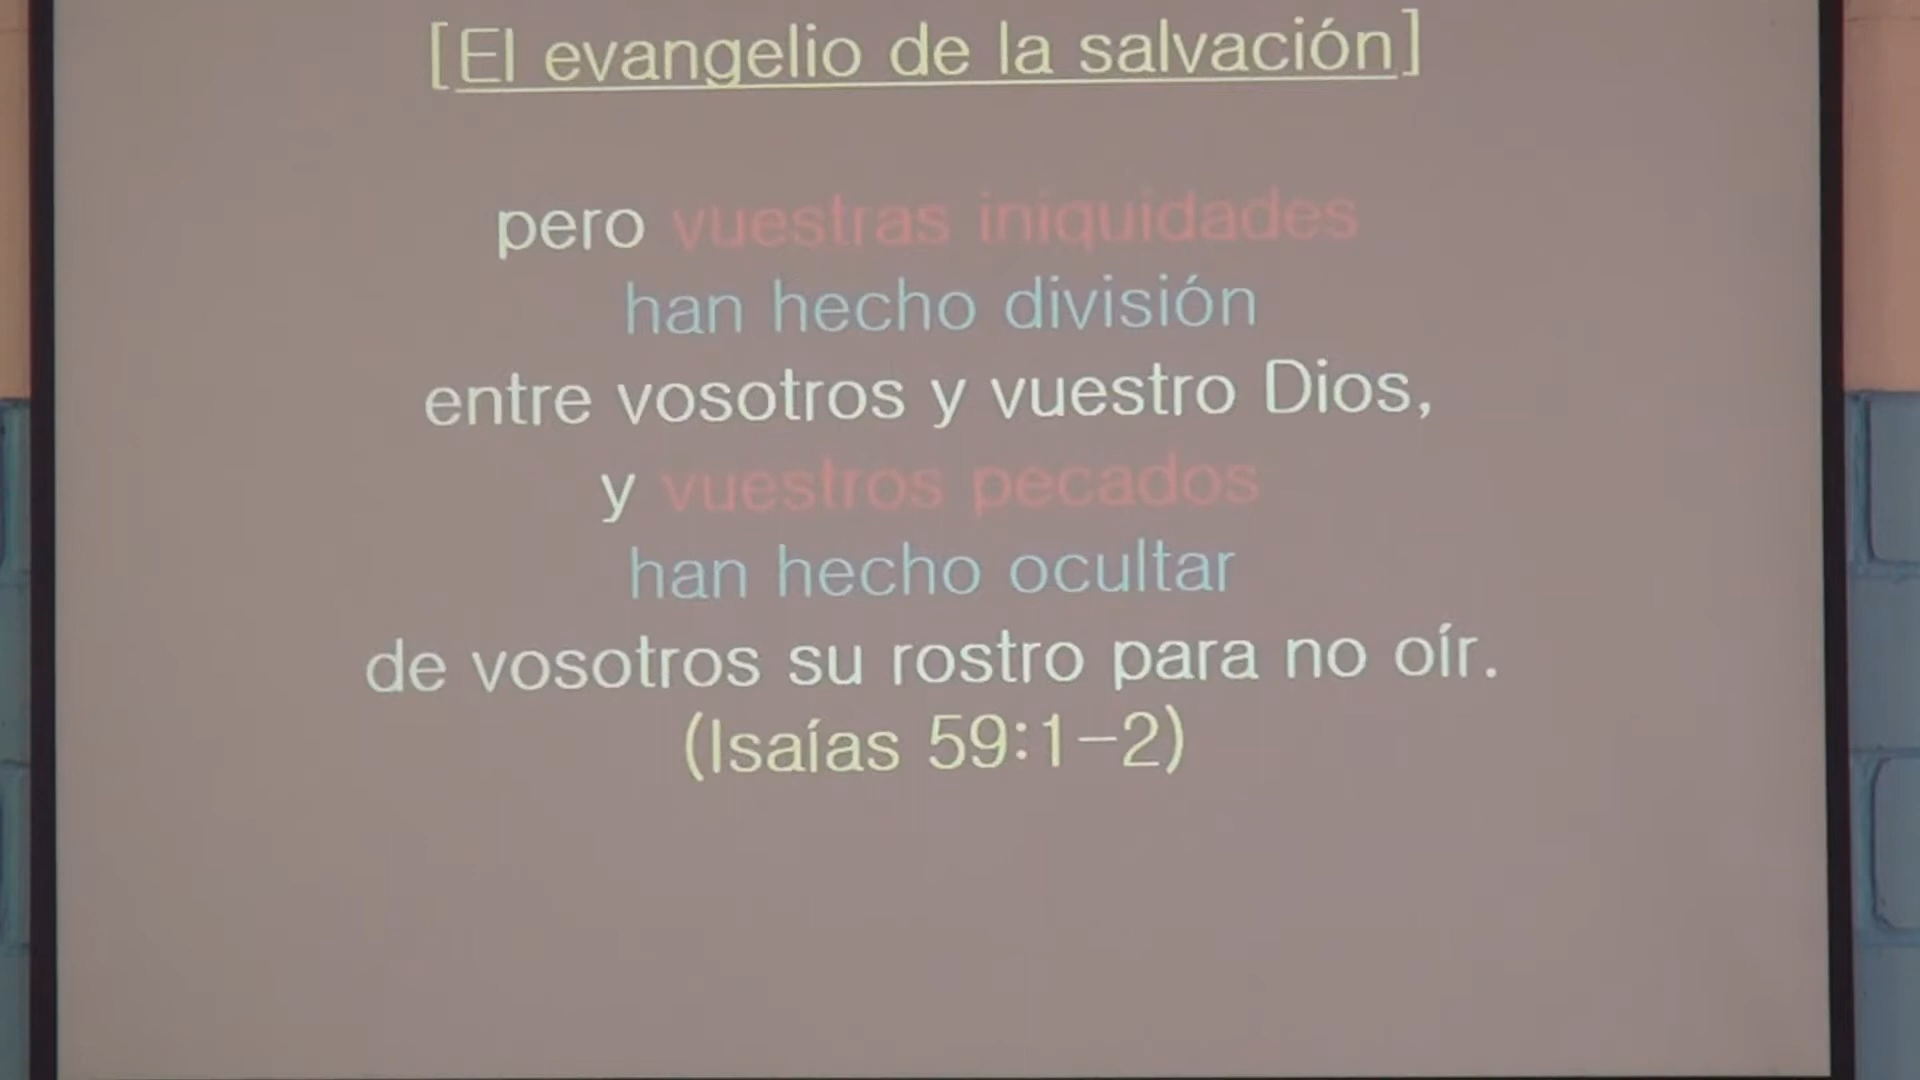 [El evangelio de la salvación]
pero vuestras iniquidades
han hecho división
entre vosotros y vuestro Dios,
y vuestros pecados
han hecho ocultar
de vosotros su rostro para no oír.
(Isaías 59:1-2)